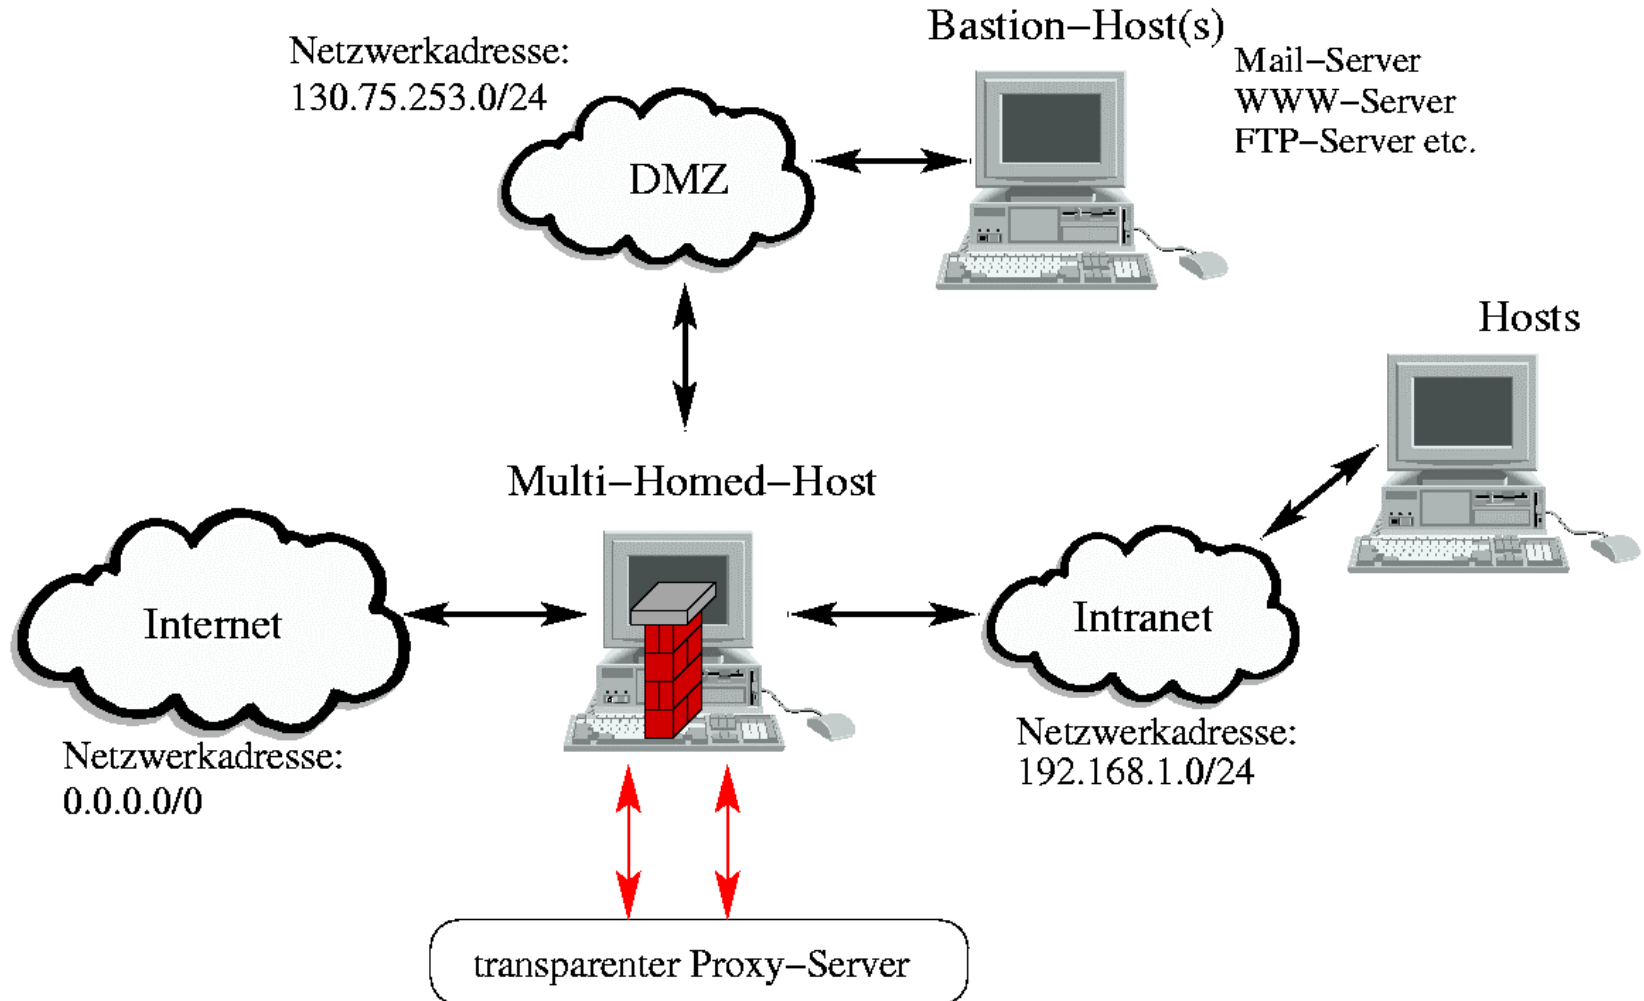 Bastion–Host(s)
Netzwerkadresse:
130.75.253.0/24
Mail–Server
WWW–Server
FTP–Server etc.
DMZ
Hosts
Multi–Homed–Host
Internet
Intranet
Netzwerkadresse:
0.0.0.0/0
Netzwerkadresse:
192.168.1.0/24
transparenter Proxy–Server